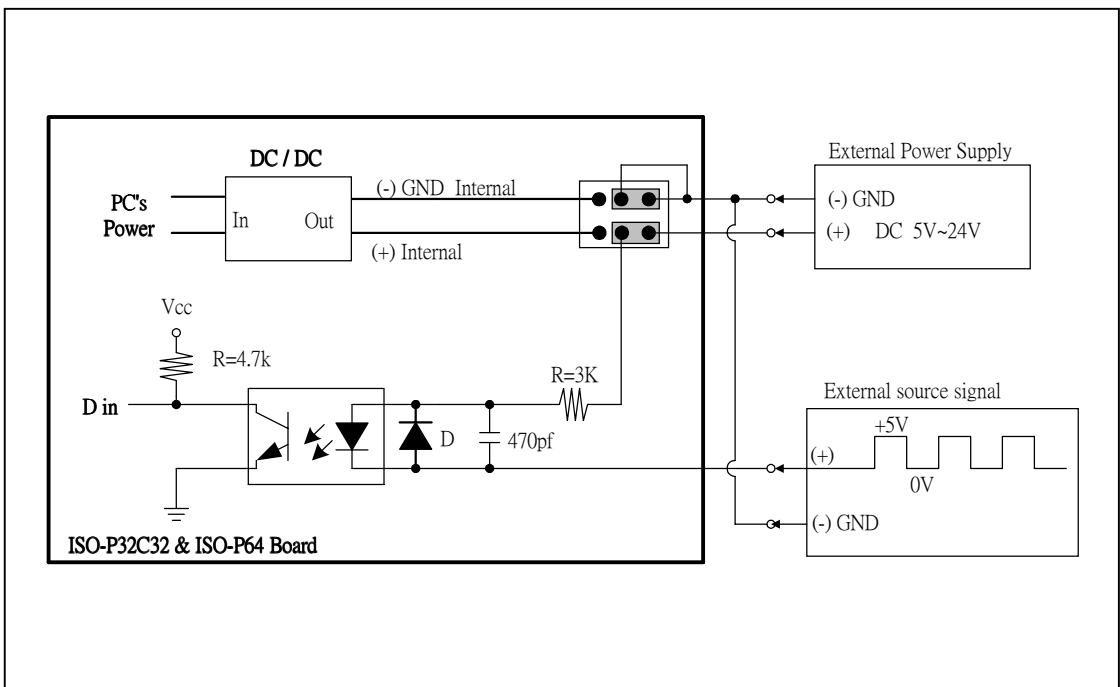 DC / DC
External Power Supply
(-) GND Internal
(-) GND
PC's
Power
In
Out
(+) DC 5V~24V
(+) Internal
Vcc
R=4.7k
R=3K
External source signal
D in
D
470pf
+5V
(+)
0V
(-) GND
ISO-P32C32 & ISO-P64 Board